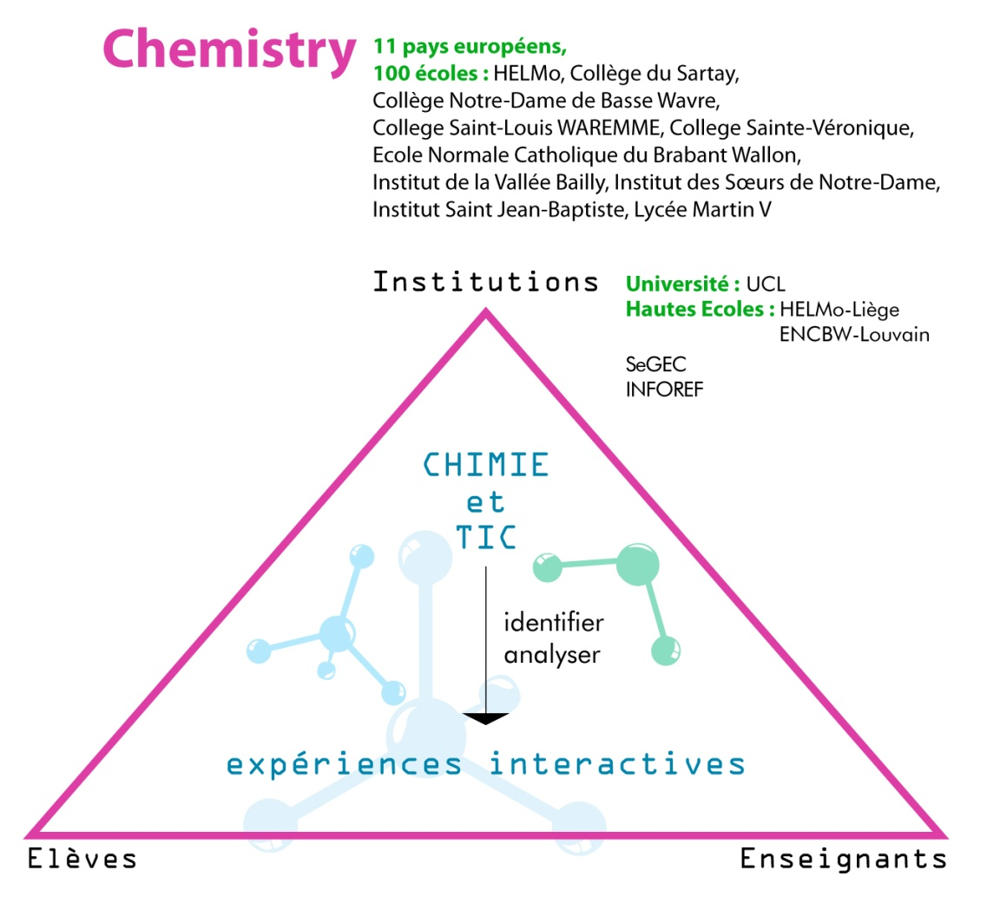 Chemistry
11 pays européens,
100 écoles : HELMo, Collège du Sartay,
Collège Notre-Dame de Basse Wavre,
College Saint-Louis WAREMME, College Sainte-Véronique,
Ecole Normale Catholique du Brabant Wallon,
Institut de la Vallée Bailly, Institut des Sœurs de Notre-Dame,
Institut Saint Jean-Baptiste, Lycée Martin V
Institutions
Université : UCL
Hautes Ecoles : HELMo-Liège
ENCBW-Louvain
SeGEC
INFOREF
CHIMIE
et
TIC
identifier
analyser
expériences interactives
Elèves
Enseignants